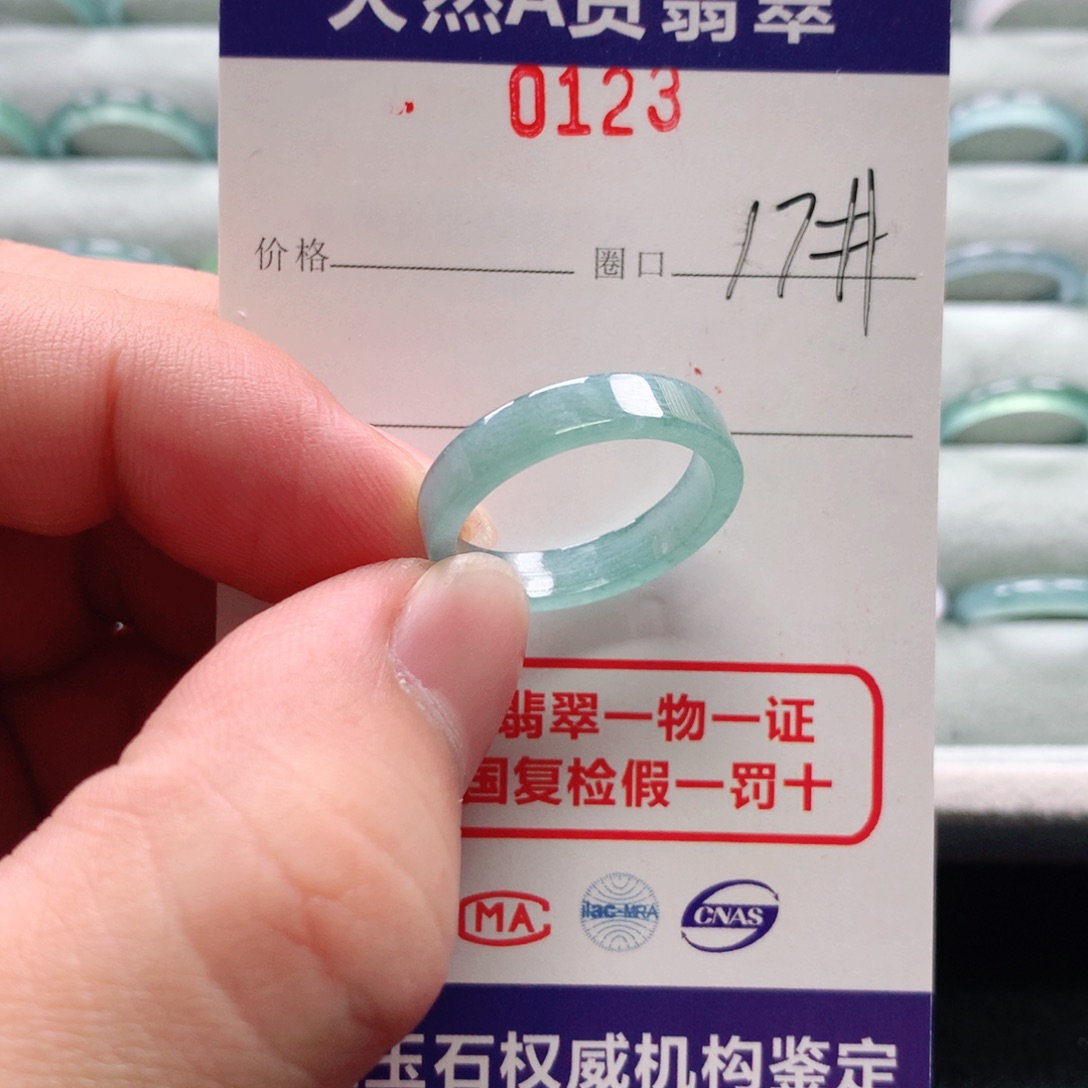 天然A货翡翠
0123
价格 圈口 17#
翡翠一物一证
国复检假一罚十
MA ilac-MRA CNAS
玉石权威机构鉴定